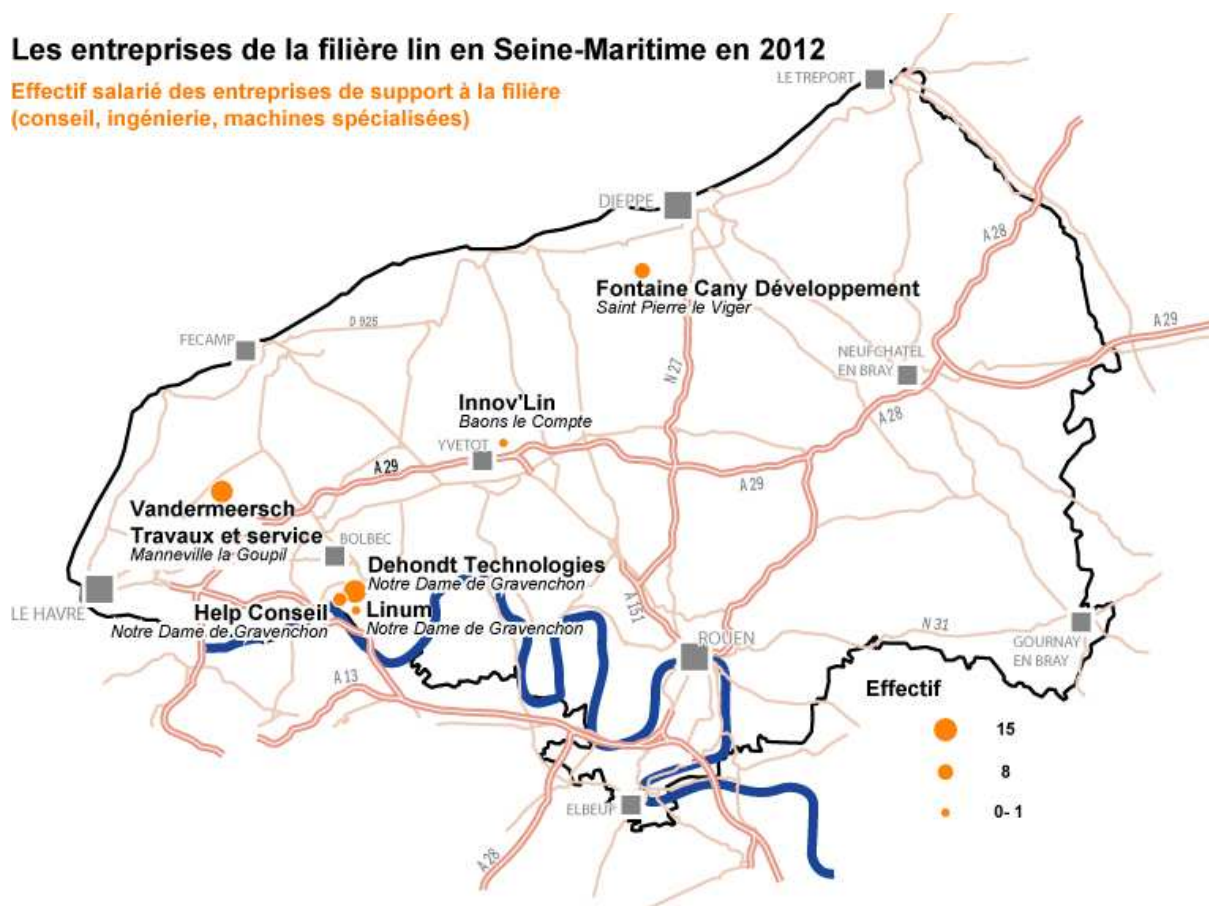 Les entreprises de la filière lin en Seine-Maritime en 2012
Effectif salarié des entreprises de support à la filière
(conseil, ingénierie, machines spécialisées)
LE TREPORT
DIEPPE
A 28
Fontaine Cany Développement
Saint Pierre le Viger
A 29
D 925
FECAMP
NEUFCHATEL
EN BRAY
N 27
A 28
Innov'Lin
Baons le Compte
YVETOT
A 29
A 29
Vandermeersch
Travaux et service
Manneville la Goupil
BOLBEC
Dehondt Technologies
Notre Dame de Gravenchon
LE HAVRE
Help Conseil
Notre Dame de Gravenchon
Linum
Notre Dame de Gravenchon
A 151
ROUEN
N 31
GOURNAY
EN BRAY
A 13
Effectif
15
8
0- 1
ELBEUF
A 28